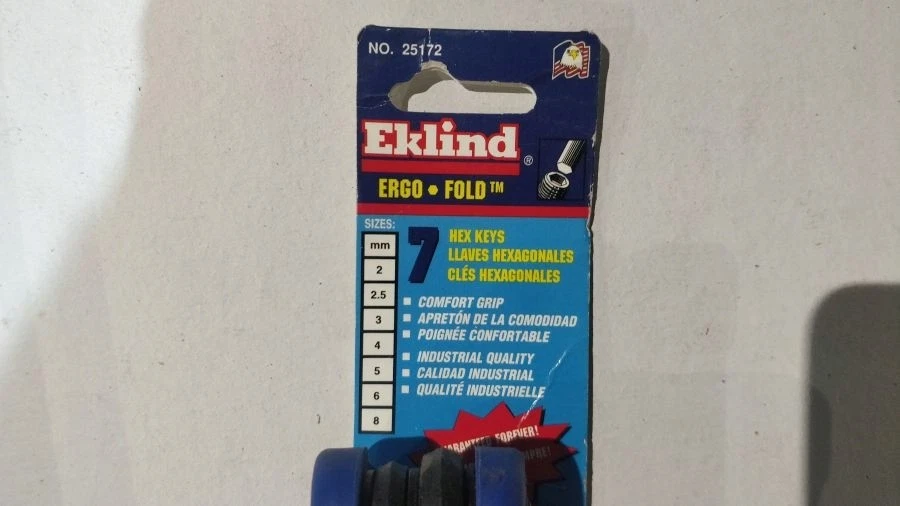 NO. 25172
Eklind ®
ERGO • FOLD™
SIZES:
mm
2
2.5
3
4
5
6
8
7
HEX KEYS
LLAVES HEXAGONALES
CLÉS HEXAGONALES
COMFORT GRIP
APRETÓN DE LA COMODIDAD
POIGNÉE CONFORTABLE
INDUSTRIAL QUALITY
CALIDAD INDUSTRIAL
QUALITÉ INDUSTRIELLE
FOREVER!